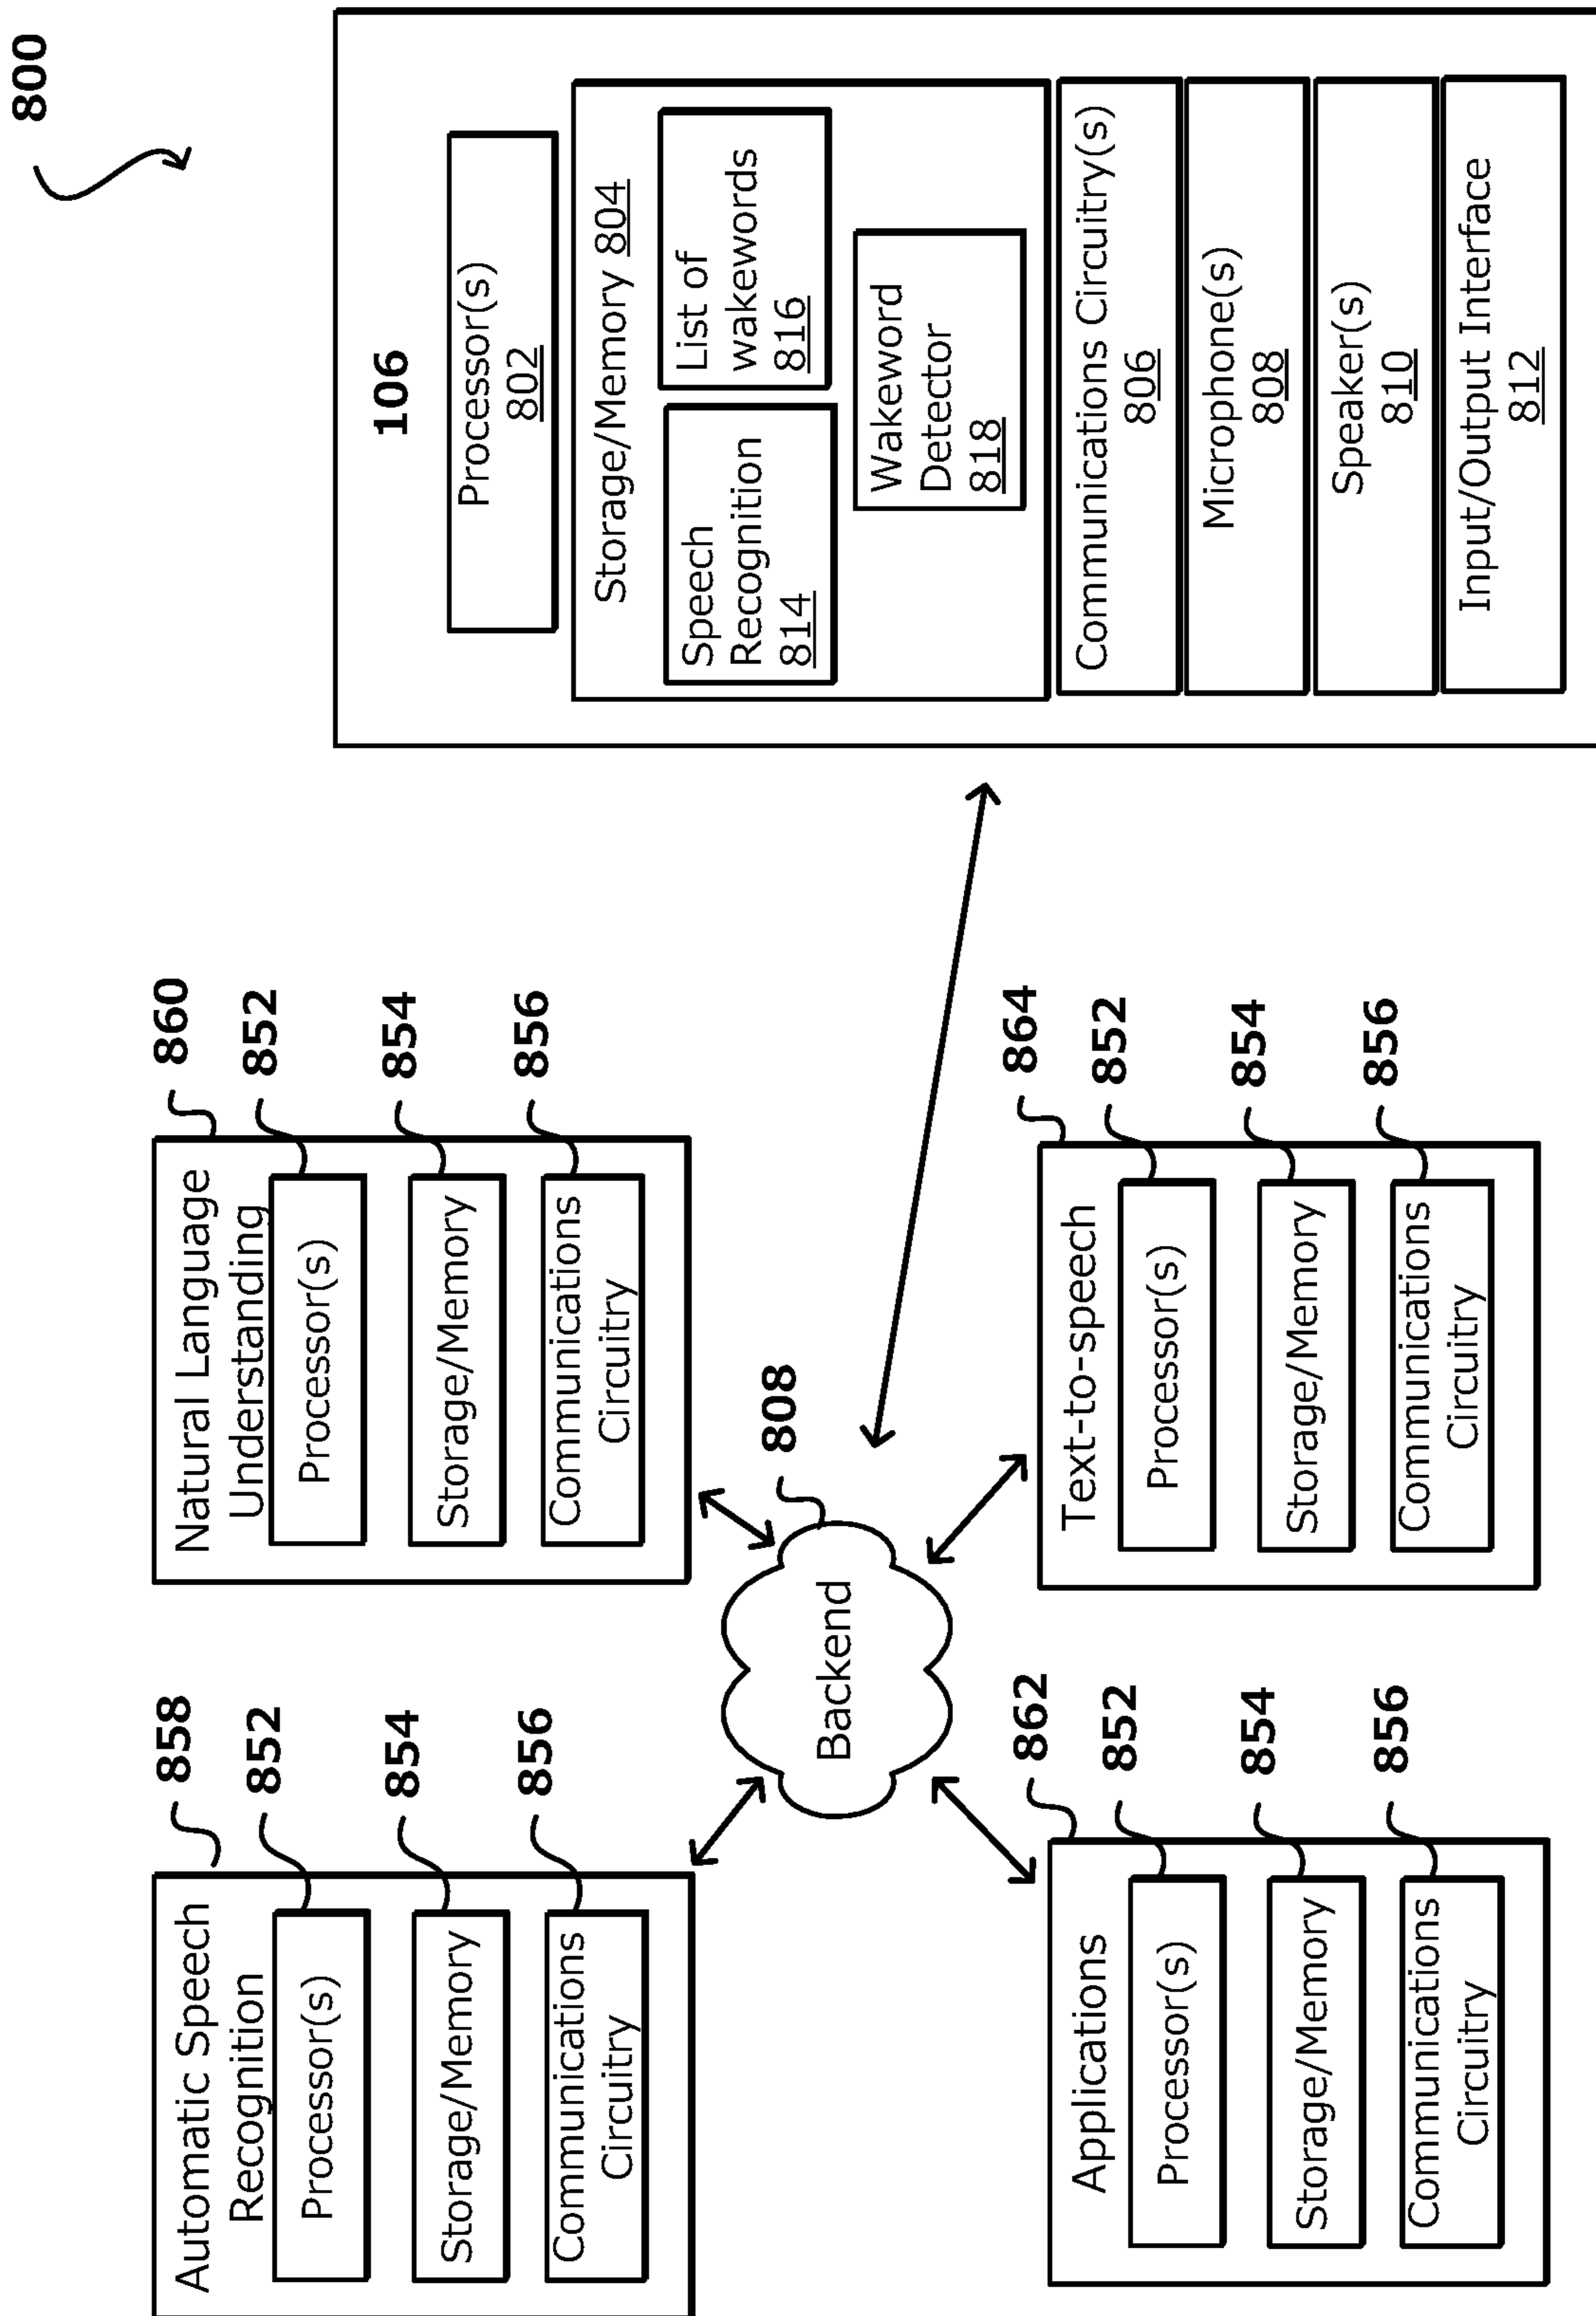 800
858
Automatic Speech
Recognition
852
Processor(s)
854
Storage/Memory
856
Communications
Circuitry
860
Natural Language
Understanding
852
Processor(s)
854
Storage/Memory
856
Communications
Circuitry
808
Backend
862
Applications
852
Processor(s)
854
Storage/Memory
856
Communications
Circuitry
864
Text-to-speech
852
Processor(s)
854
Storage/Memory
856
Communications
Circuitry
106
Processor(s)
802
Storage/Memory 804
Speech
Recognition
814
List of
wakewords
816
Wakeword
Detector
818
Communications Circuitry(s)
806
Microphone(s)
808
Speaker(s)
810
Input/Output Interface
812